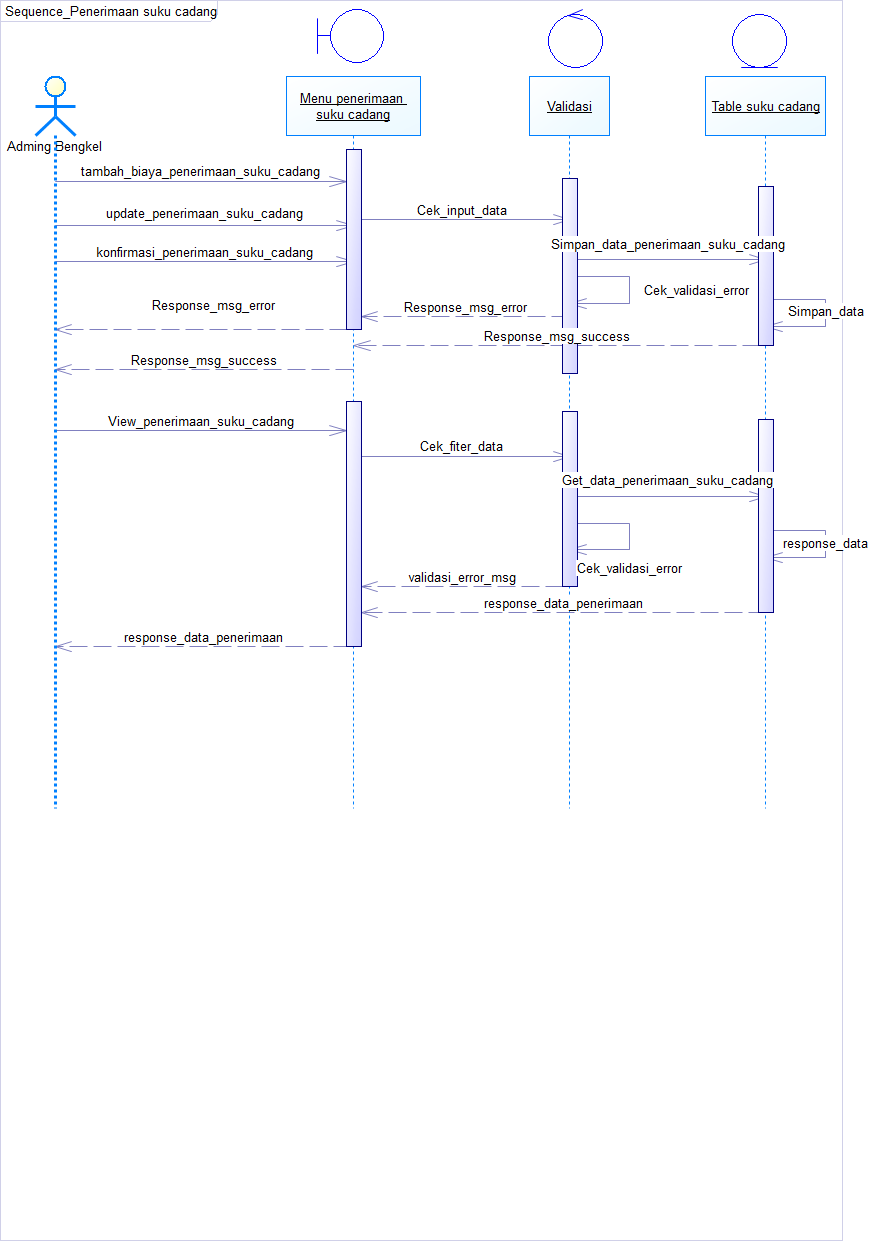 Sequence_Penerimaan suku cadang
Menu penerimaan
suku cadang
Validasi
Table suku cadang
Adming Bengkel
tambah_biaya_penerimaan_suku_cadang
update_penerimaan_suku_cadang
Cek_input_data
Simpan_data_penerimaan_suku_cadang
konfirmasi_penerimaan_suku_cadang
Cek_validasi_error
Response_msg_error
Response_msg_error
Simpan_data
Response_msg_success
Response_msg_success
View_penerimaan_suku_cadang
Cek_fiter_data
Get_data_penerimaan_suku_cadang
response_data
Cek_validasi_error
validasi_error_msg
response_data_penerimaan
response_data_penerimaan